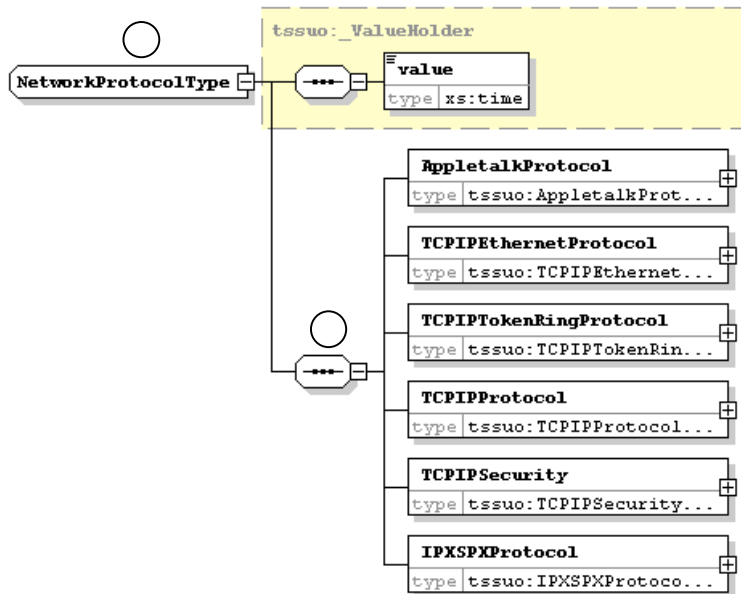 tssuo:_ValueHolder
NetworkProtocolType
value
type xs:time
AppletalkProtocol
type tssuo:AppletalkProt...
TCPIPEthernetProtocol
type tssuo:TCPIPEthernet...
TCPIPTokenRingProtocol
type tssuo:TCPIPTokenRin...
TCPIPProtocol
type tssuo:TCPIPProtocol...
TCPIPSecurity
type tssuo:TCPIPSecurity...
IPXSPXProtocol
type tssuo:IPXSPXProtoco...